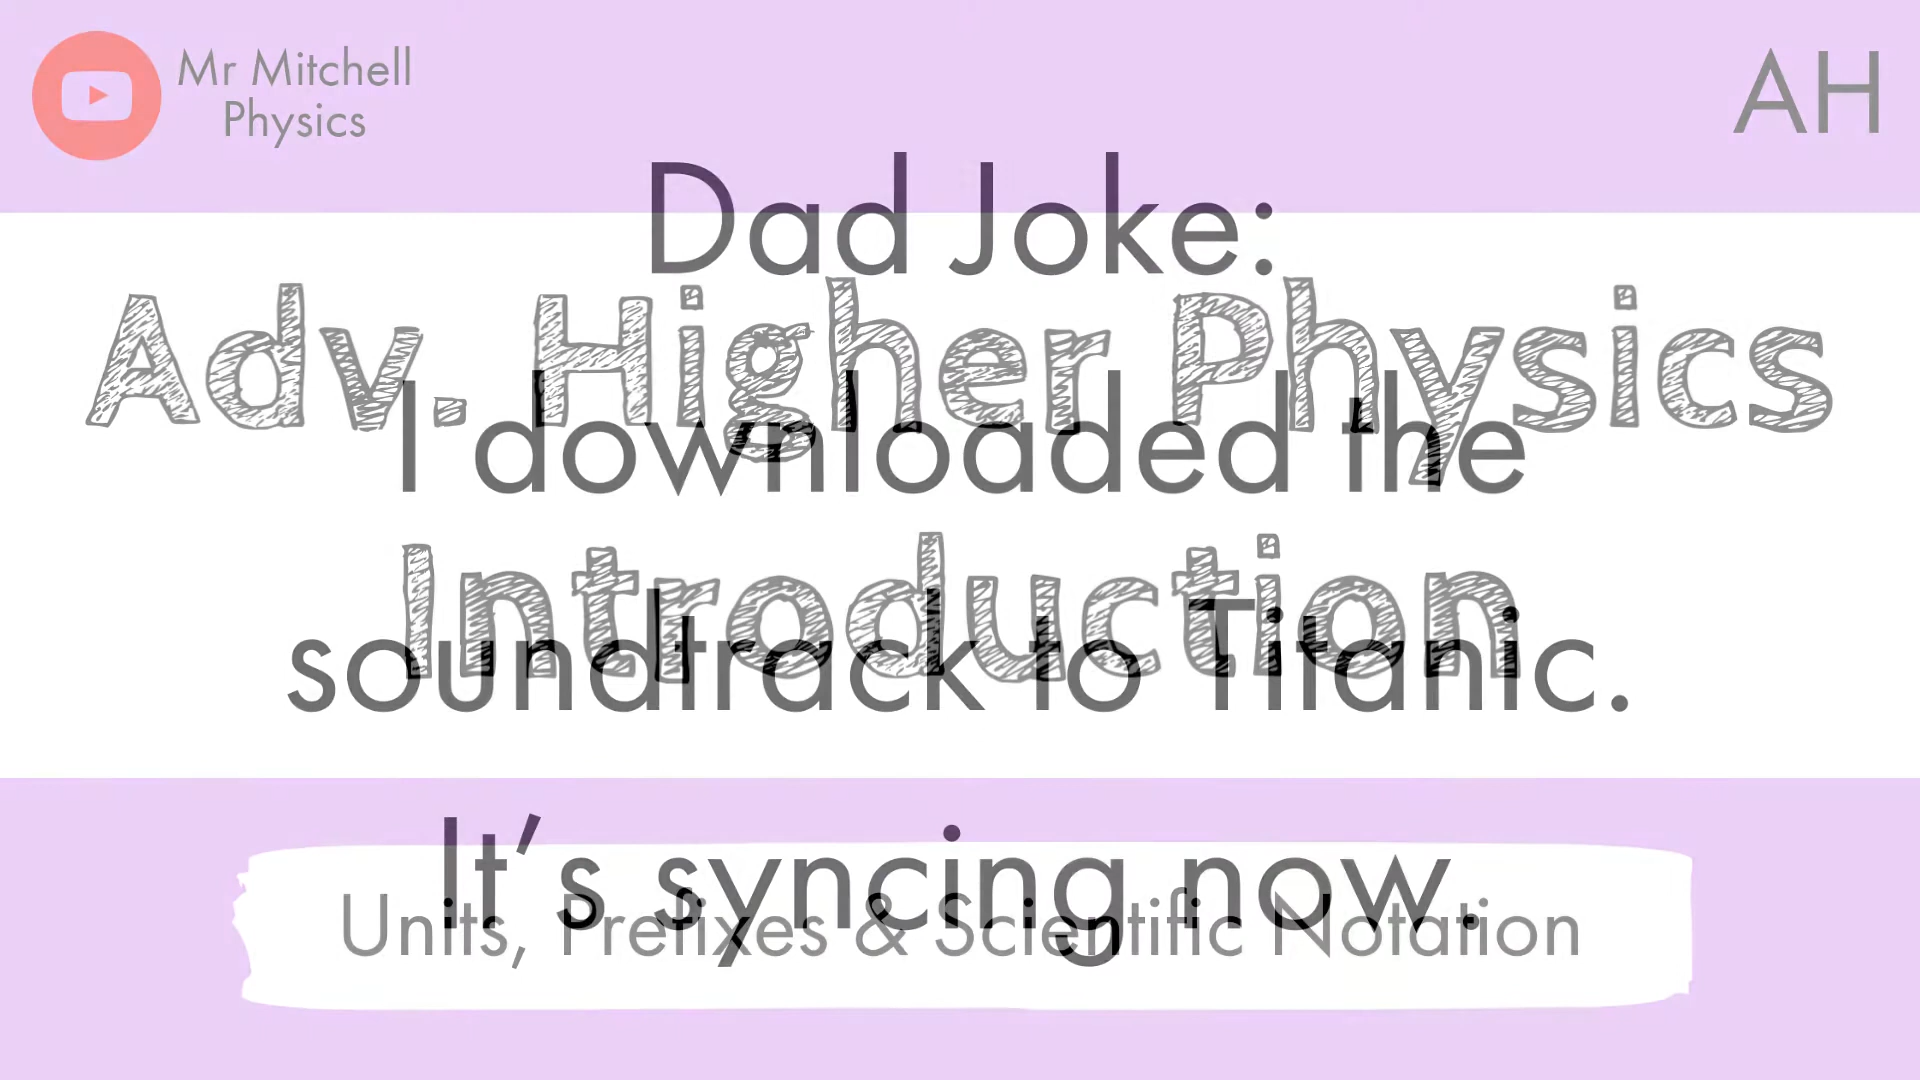 Mr Mitchell
Physics
AH
Dad Joke:
Adv. Higher Physics
I downloaded the
Introduction
soundtrack to Titanic.
It’s syncing now.
Units, Prefixes & Scientific Notation